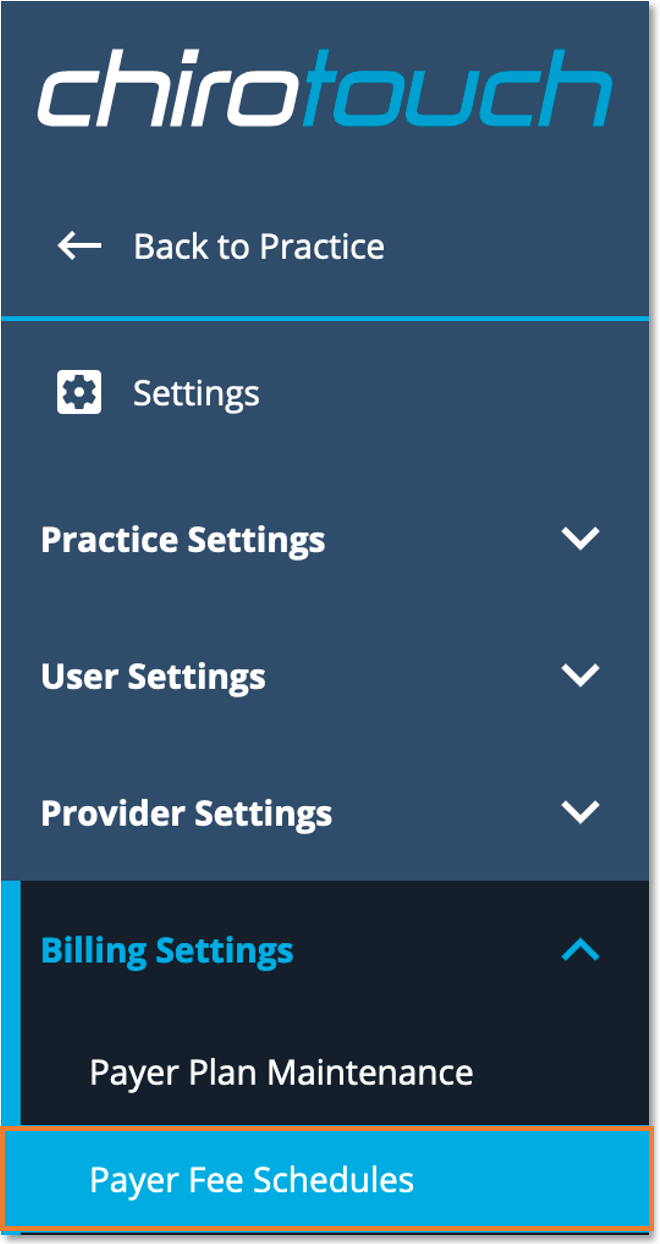 chirotouch
Back to Practice
Settings
Practice Settings
User Settings
Provider Settings
Billing Settings
Payer Plan Maintenance
Payer Fee Schedules